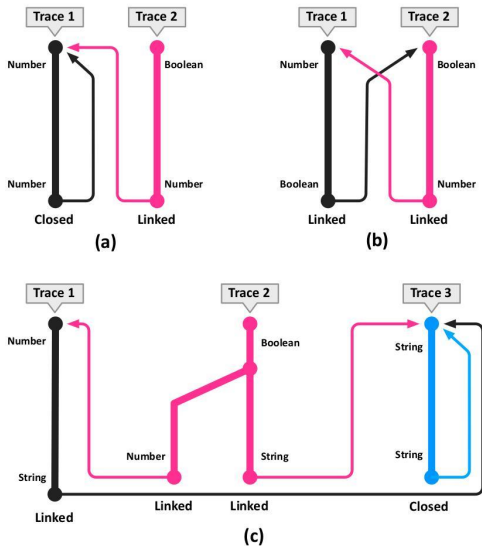 Trace 1 Trace 2
Number Boolean
Number Number
Closed Linked
(a)
Trace 1 Trace 2
Number Boolean
Boolean Number
Linked Linked
(b)
Trace 1 Trace 2 Trace 3
Number Boolean String
String Number String String
Linked Linked Linked Closed
(c)